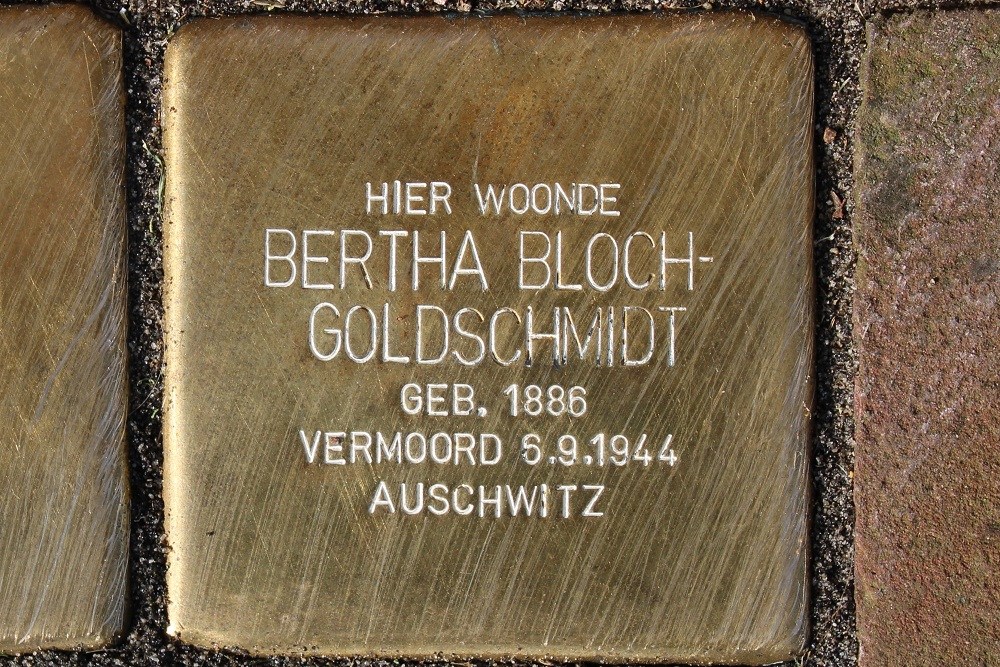 HIER WOONDE
BERTHA BLOCH-
GOLDSCHMIDT
GEB. 1886
VERMOORD 6.9.1944
AUSCHWITZ